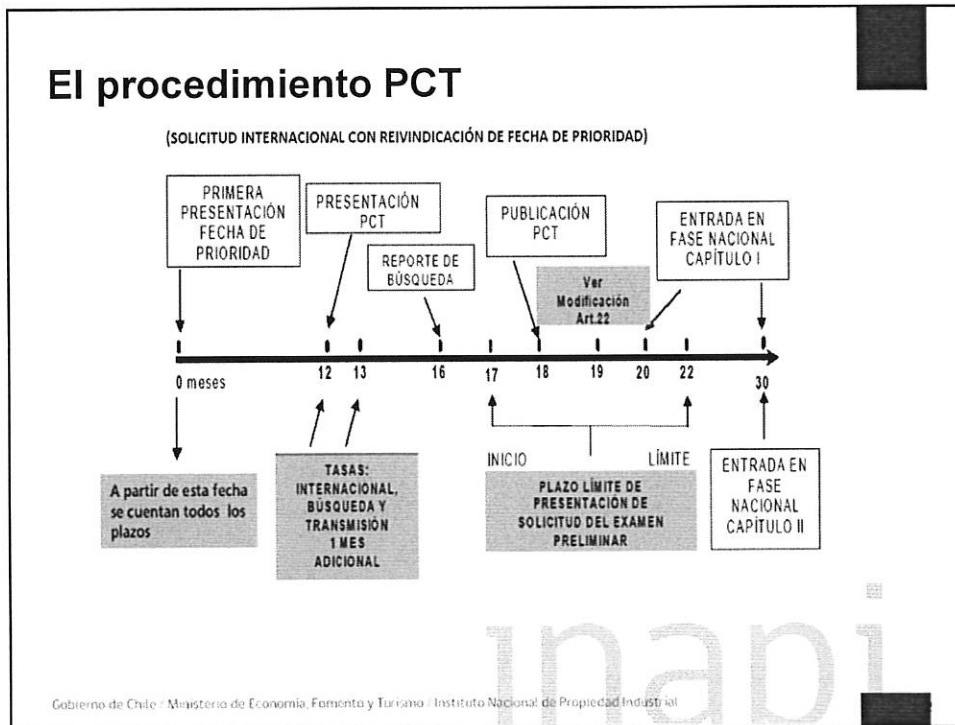 El procedimiento PCT
(SOLICITUD INTERNACIONAL CON REIVINDICACIÓN DE FECHA DE PRIORIDAD)
PRIMERA
PRESENTACIÓN
FECHA DE
PRIORIDAD
PRESENTACIÓN
PCT
REPORTE DE
BÚSQUEDA
PUBLICACIÓN
PCT
Ver
Modificación
Art.22
ENTRADA EN
FASE NACIONAL
CAPÍTULO I
0 meses 12 13 16 17 18 19 20 22 30
A partir de esta fecha
se cuentan todos los
plazos
TASAS:
INTERNACIONAL,
BÚSQUEDA Y
TRANSMISIÓN
1 MES
ADICIONAL
INICIO LÍMITE
PLAZO LÍMITE DE
PRESENTACIÓN DE
SOLICITUD DEL EXAMEN
PRELIMINAR
ENTRADA EN
FASE
NACIONAL
CAPÍTULO II
inapi
Gobierno de Chile / Ministerio de Economía, Fomento y Turismo / Instituto Nacional de Propiedad Industrial